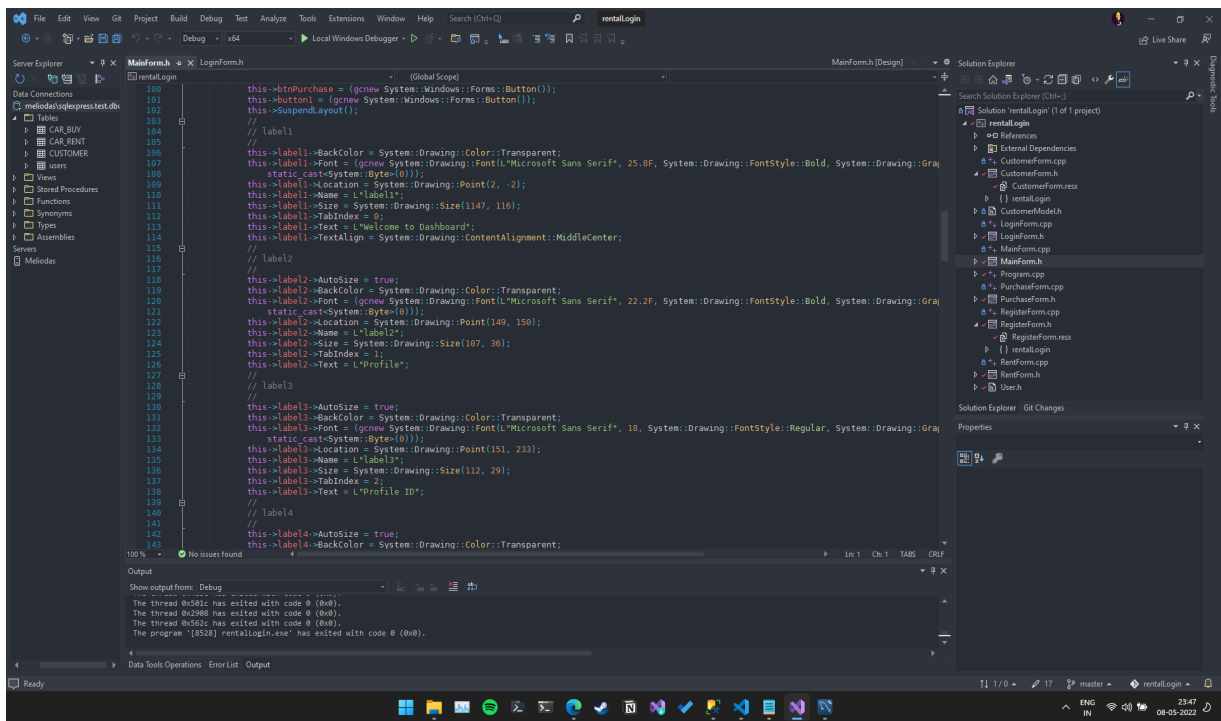 File Edit View Git Project Build Debug Test Analyze Tools Extensions Window Help Search (Ctrl+Q) rentalLogin
Debug x64 Local Windows Debugger Live Share
Server Explorer
Data Connections
meliodas\sqlexpress.test.dbo
Tables
CAR_BUY
CAR_RENT
CUSTOMER
users
Views
Stored Procedures
Functions
Synonyms
Types
Assemblies
Servers
Meliodas
MainForm.h LoginForm.h MainForm.h [Design]
rentalLogin (Global Scope)
100 this->btnPurchase = (gcnew System::Windows::Forms::Button());
101 this->button1 = (gcnew System::Windows::Forms::Button());
102 this->SuspendLayout();
103 //
104 // label1
105 //
106 this->label1->BackColor = System::Drawing::Color::Transparent;
107 this->label1->Font = (gcnew System::Drawing::Font(L"Microsoft Sans Serif", 25.8F, System::Drawing::FontStyle::Bold, System::Drawing::Gra
108 static_cast<System::Byte>(0)));
109 this->label1->Location = System::Drawing::Point(2, -2);
110 this->label1->Name = L"label1";
111 this->label1->Size = System::Drawing::Size(1147, 116);
112 this->label1->TabIndex = 0;
113 this->label1->Text = L"Welcome to Dashboard";
114 this->label1->TextAlign = System::Drawing::ContentAlignment::MiddleCenter;
115 //
116 // label2
117 //
118 this->label2->AutoSize = true;
119 this->label2->BackColor = System::Drawing::Color::Transparent;
120 this->label2->Font = (gcnew System::Drawing::Font(L"Microsoft Sans Serif", 22.2F, System::Drawing::FontStyle::Bold, System::Drawing::Gra
121 static_cast<System::Byte>(0)));
122 this->label2->Location = System::Drawing::Point(149, 150);
123 this->label2->Name = L"label2";
124 this->label2->Size = System::Drawing::Size(107, 36);
125 this->label2->TabIndex = 1;
126 this->label2->Text = L"Profile";
127 //
128 // label3
129 //
130 this->label3->AutoSize = true;
131 this->label3->BackColor = System::Drawing::Color::Transparent;
132 this->label3->Font = (gcnew System::Drawing::Font(L"Microsoft Sans Serif", 18, System::Drawing::FontStyle::Regular, System::Drawing::Gra
133 static_cast<System::Byte>(0)));
134 this->label3->Location = System::Drawing::Point(151, 233);
135 this->label3->Name = L"label3";
136 this->label3->Size = System::Drawing::Size(112, 29);
137 this->label3->TabIndex = 2;
138 this->label3->Text = L"Profile ID";
139 //
140 // label4
141 //
142 this->label4->AutoSize = true;
143 this->label4->BackColor = System::Drawing::Color::Transparent;
100 % No issues found Ln: 1 Ch: 1 TABS CRLF
Output
Show output from: Debug
The thread 0x501c has exited with code 0 (0x0).
The thread 0x2908 has exited with code 0 (0x0).
The thread 0x562c has exited with code 0 (0x0).
The program '[8528] rentalLogin.exe' has exited with code 0 (0x0).
Data Tools Operations Error List Output
Solution Explorer
Search Solution Explorer (Ctrl+;)
Solution 'rentalLogin' (1 of 1 project)
rentalLogin
References
External Dependencies
CustomerForm.cpp
CustomerForm.h
CustomerForm.resx
{ } rentalLogin
CustomerModel.h
LoginForm.cpp
LoginForm.h
MainForm.cpp
MainForm.h
Program.cpp
PurchaseForm.cpp
PurchaseForm.h
RegisterForm.cpp
RegisterForm.h
RegisterForm.resx
{ } rentalLogin
RentForm.cpp
RentForm.h
User.h
Solution Explorer Git Changes
Properties
Diagnostic Tools
Ready 1 / 0 17 master rentalLogin
ENG
IN
23:47
08-05-2022